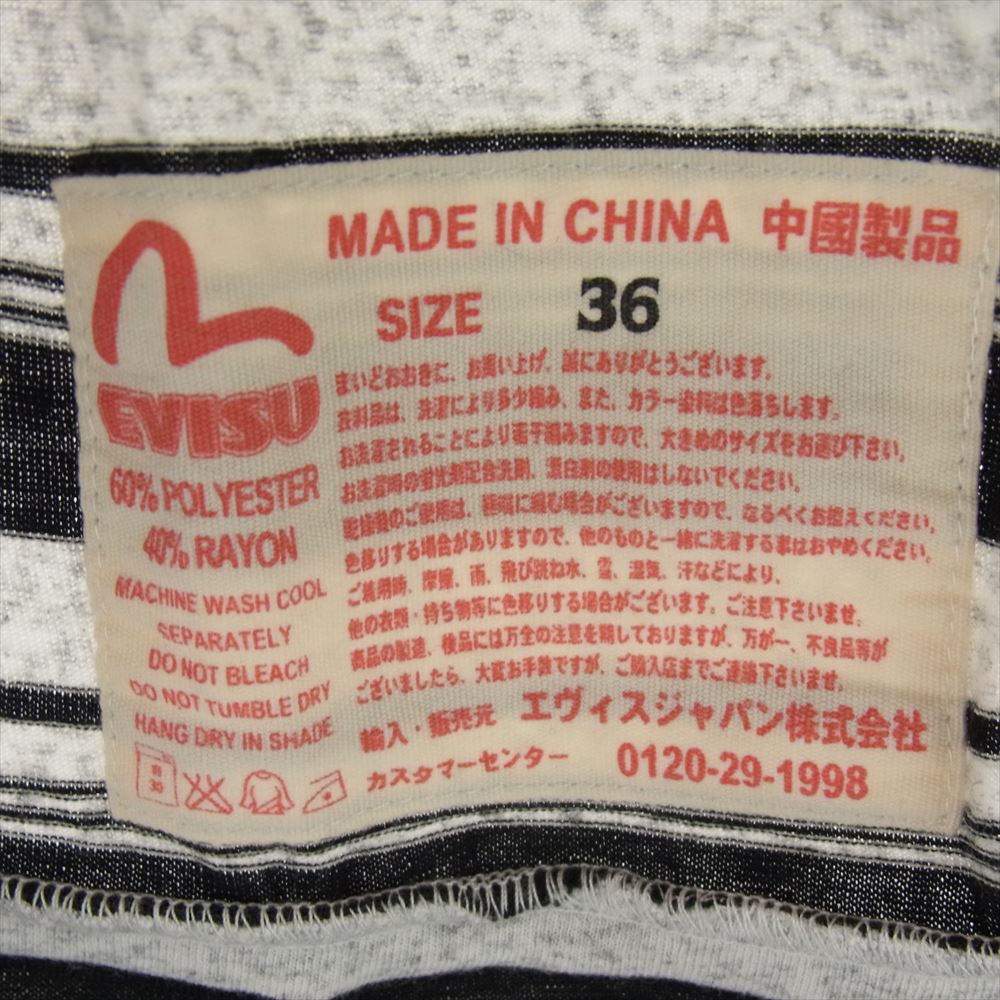 MADE IN CHINA 中國製品
SIZE 36
EVISU
60% POLYESTER
40% RAYON
MACHINE WASH COOL
SEPARATELY
DO NOT BLEACH
DO NOT TUMBLE DRY
HANG DRY IN SHADE
まいどおおきに、お買い上げ、誠にありがとうございます。
衣料品は、洗濯により多少縮み、また、カラー染料は色落ちします。
お洗濯されることにより若干縮みますので、大きめのサイズをお選び下さい。
お洗濯時の蛍光剤配合洗剤、漂白剤の使用はしないでください。
乾燥機のご使用は、極端に縮む場合がございますので、なるべくお控えください。
色移りする場合がありますので、他のものと一緒に洗濯する事はおやめください。
ご着用時、摩擦、雨、飛び跳ね水、雪、湿気、汗などにより、
他の衣類・持ち物等に色移りする場合がございます。ご注意下さいませ。
商品の製造、検品には万全の注意を期しておりますが、万が一、不良品等が
ございましたら、大変お手数ですが、ご購入店までご連絡下さいませ。
輸入・販売元 エヴィスジャパン株式会社
カスタマーセンター 0120-29-1998
30